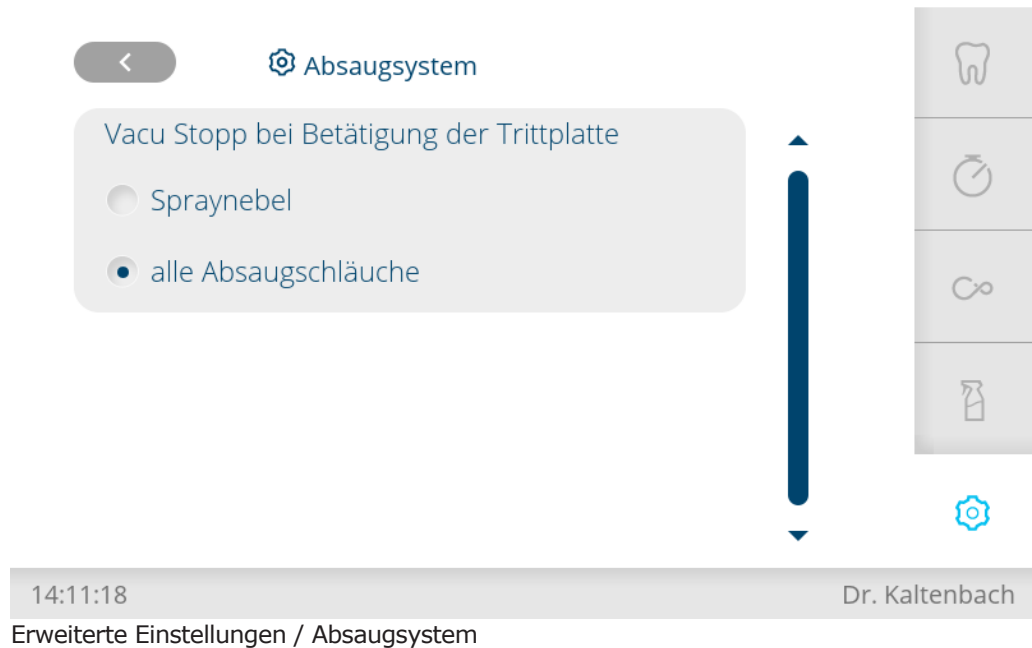 Absaugsystem
Vacu Stopp bei Betätigung der Trittplatte
Spraynebel
alle Absaugschläuche
14:11:18
Dr. Kaltenbach
Erweiterte Einstellungen / Absaugsystem